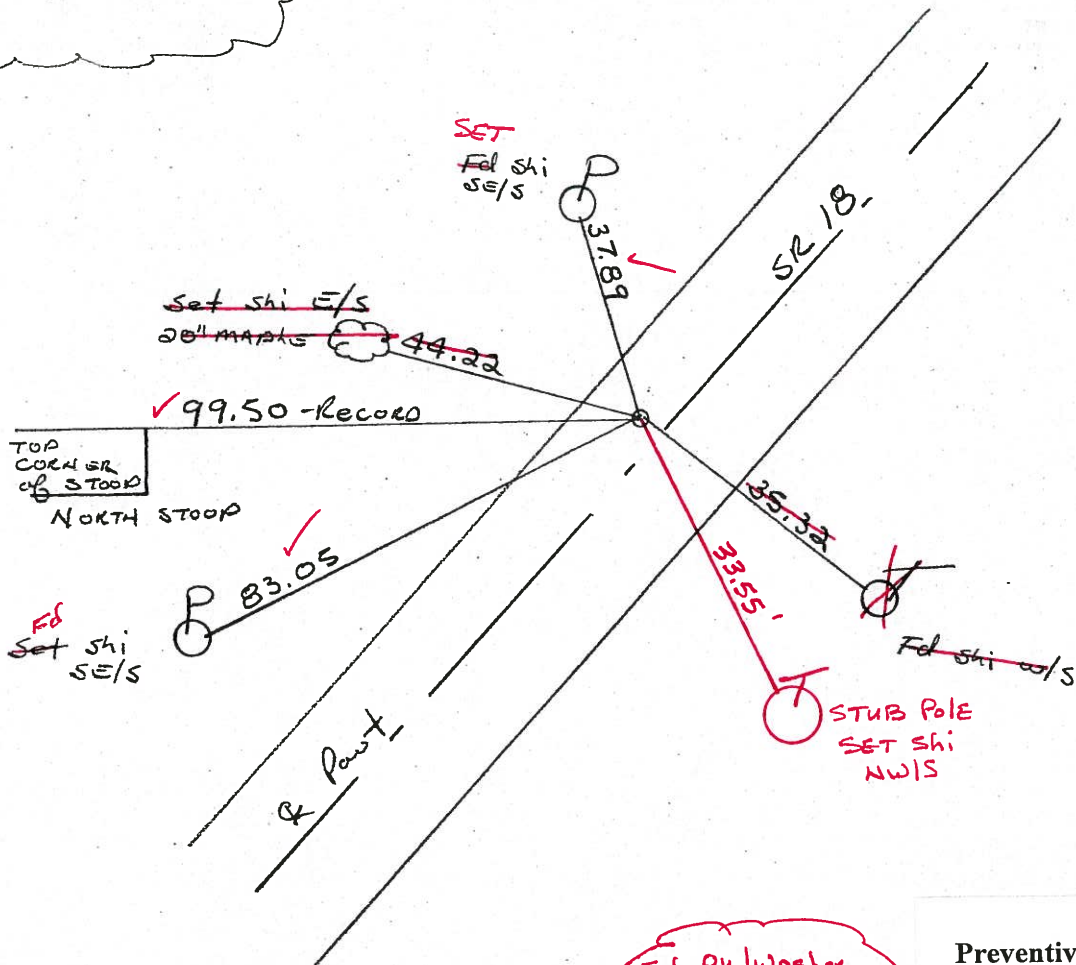 SET
Fd shi
SE/S
37.89
SR 18
Set shi E/S
20" MAPLE
44.22
99.50 - RECORD
TOP
CORNER
of STOOP
NORTH STOOP
83.05
Fd
Set shi
SE/S
35.32
33.55'
Fd shi w/s
STUB POLE
SET Shi
NW/S
℄ Pavt.
Preventiv